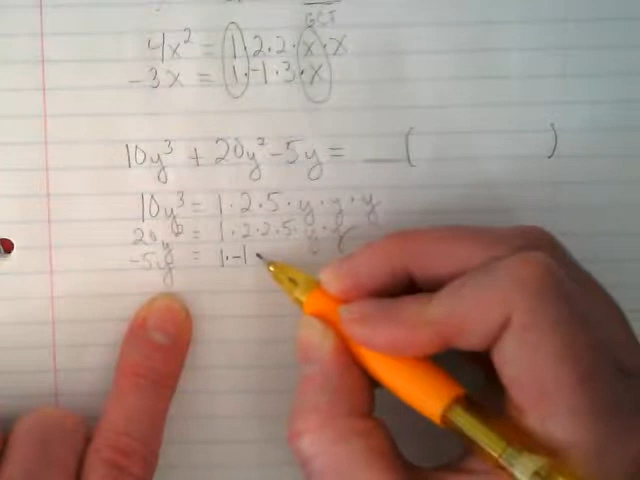 GCF
4x² = 1·2·2·x·x
-3x = 1·-1·3·x
10y³ + 20y² - 5y = __( )
10y³ = 1·2·5·y·y·y
20y² = 1·2·2·5·y·y
-5y = 1·-1